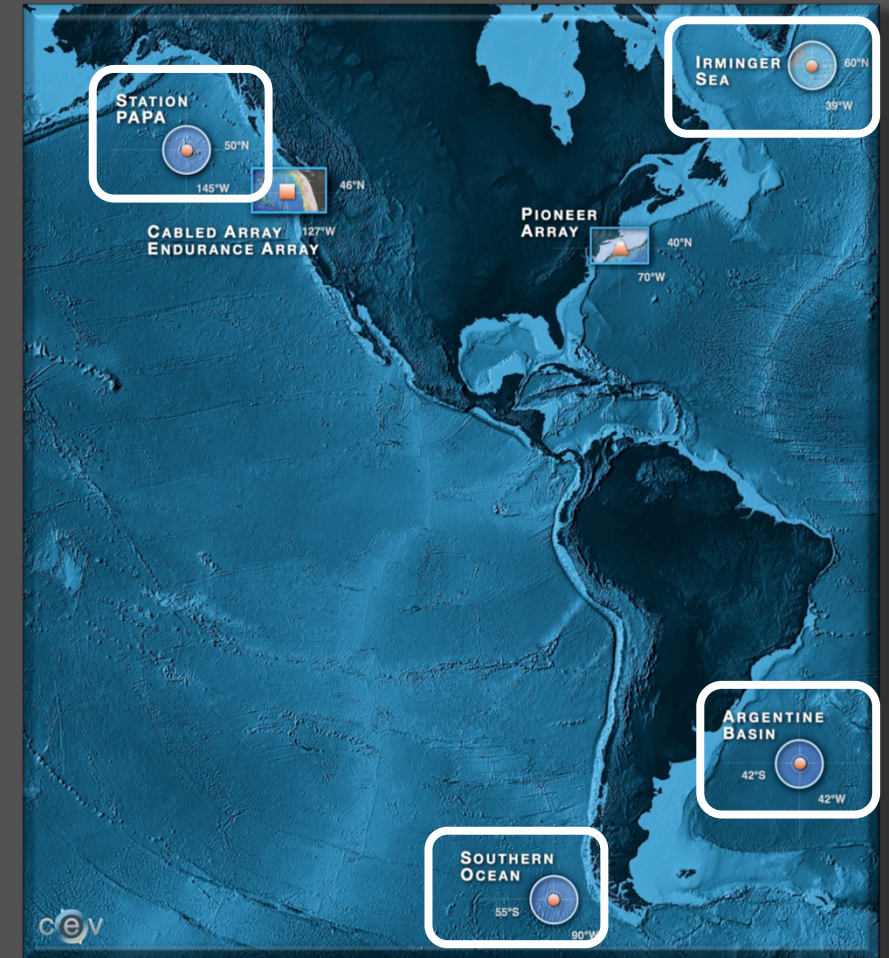 STATION
PAPA
50°N
145°W
IRMINGER
SEA
60°N
39°W
46°N
127°W
CABLED ARRAY
ENDURANCE ARRAY
PIONEER
ARRAY
40°N
70°W
ARGENTINE
BASIN
42°S
42°W
SOUTHERN
OCEAN
55°S
90°W
cev